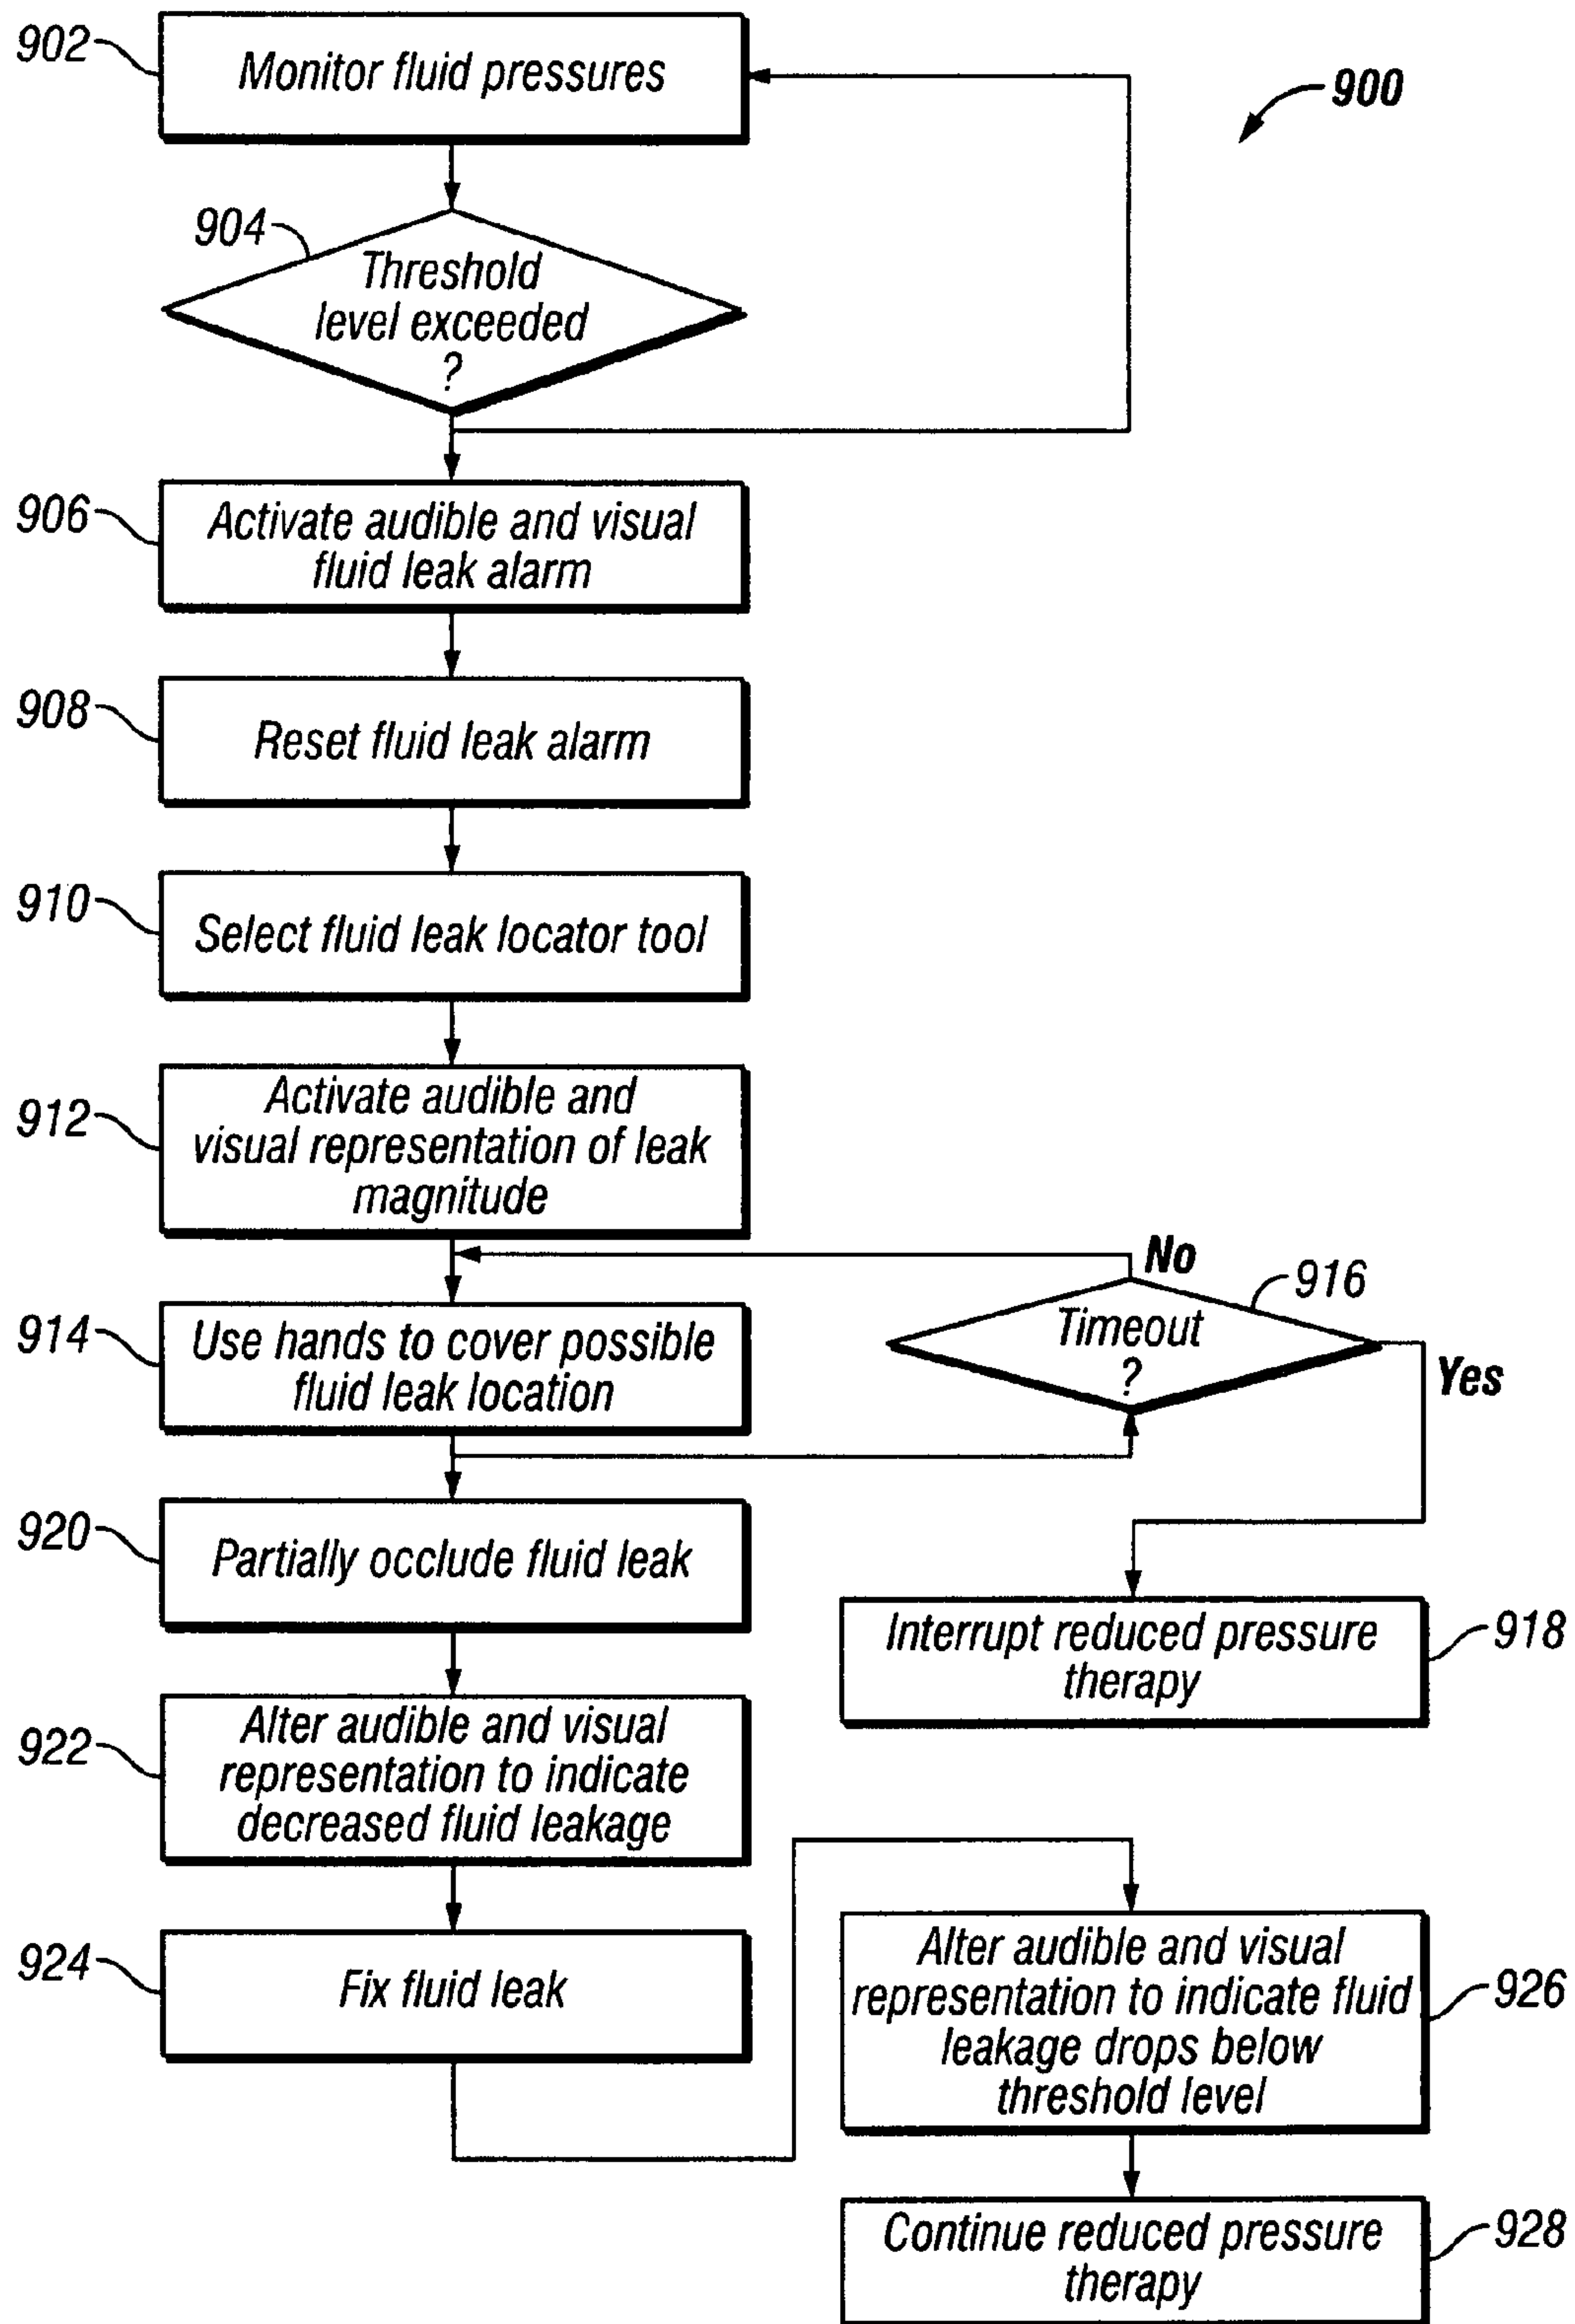 902
Monitor fluid pressures
900
904
Threshold
level exceeded
?
906
Activate audible and visual
fluid leak alarm
908
Reset fluid leak alarm
910
Select fluid leak locator tool
912
Activate audible and
visual representation of leak
magnitude
No
916
Timeout
?
Yes
914
Use hands to cover possible
fluid leak location
920
Partially occlude fluid leak
Interrupt reduced pressure
therapy
918
922
Alter audible and visual
representation to indicate
decreased fluid leakage
924
Fix fluid leak
Alter audible and visual
representation to indicate fluid
leakage drops below
threshold level
926
Continue reduced pressure
therapy
928